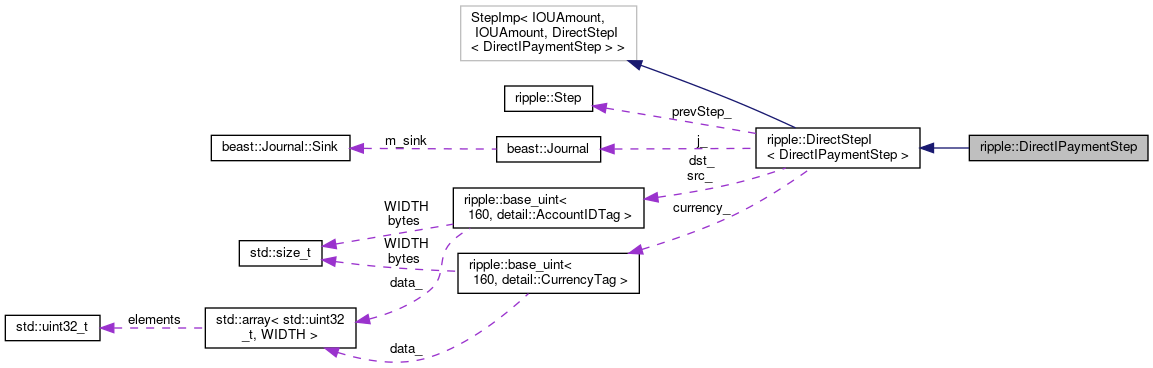 StepImp< IOUAmount,
IOUAmount, DirectStepI
< DirectIPaymentStep > >
ripple::Step
prevStep_
beast::Journal::Sink
m_sink
beast::Journal
j_
ripple::DirectStepI
< DirectIPaymentStep >
ripple::DirectIPaymentStep
dst_
src_
ripple::base_uint<
160, detail::AccountIDTag >
WIDTH
bytes
currency_
std::size_t
WIDTH
bytes
ripple::base_uint<
160, detail::CurrencyTag >
data_
std::uint32_t
elements
std::array< std::uint32
_t, WIDTH >
data_